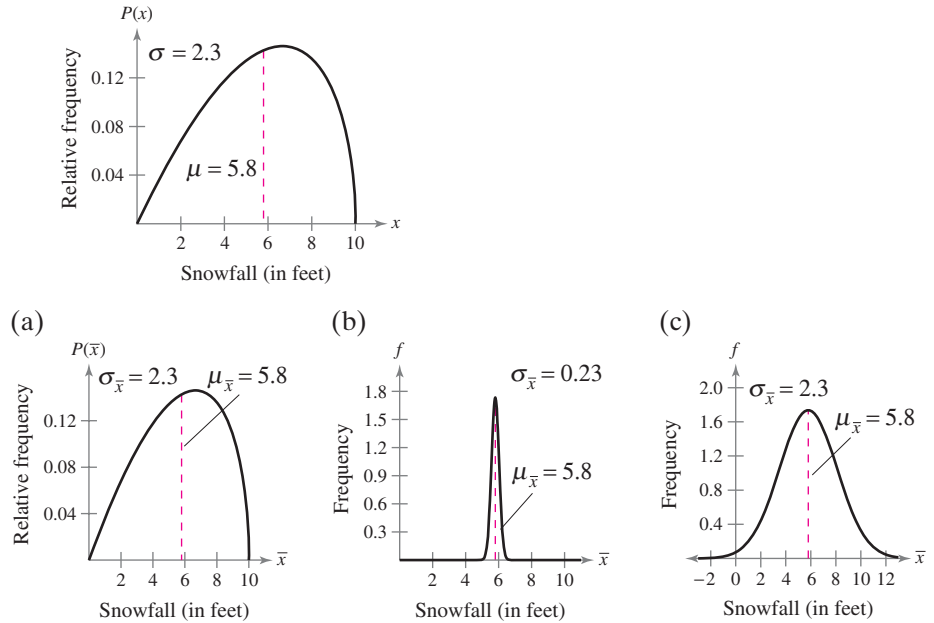 P(x)
σ = 2.3
Relative frequency
0.12
0.08
0.04
μ = 5.8
2 4 6 8 10
x
Snowfall (in feet)
(a)
P(x̅)
σx̅ = 2.3 μx̅ = 5.8
Relative frequency
0.12
0.08
0.04
2 4 6 8 10
x̅
Snowfall (in feet)
(b)
f
σx̅ = 0.23
Frequency
1.8
1.5
1.2
0.9
0.6
0.3
μx̅ = 5.8
2 4 6 8 10
x̅
Snowfall (in feet)
(c)
f
σx̅ = 2.3
Frequency
2.0
1.6
1.2
0.8
0.4
μx̅ = 5.8
−2 0 2 4 6 8 10 12
x̅
Snowfall (in feet)